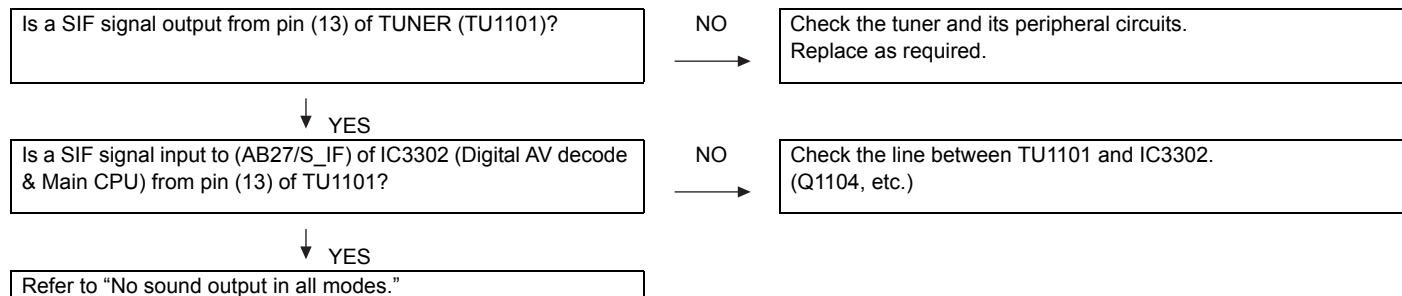 Is a SIF signal output from pin (13) of TUNER (TU1101)?
NO
Check the tuner and its peripheral circuits.
Replace as required.
YES
Is a SIF signal input to (AB27/S_IF) of IC3302 (Digital AV decode
& Main CPU) from pin (13) of TU1101?
NO
Check the line between TU1101 and IC3302.
(Q1104, etc.)
YES
Refer to “No sound output in all modes.”